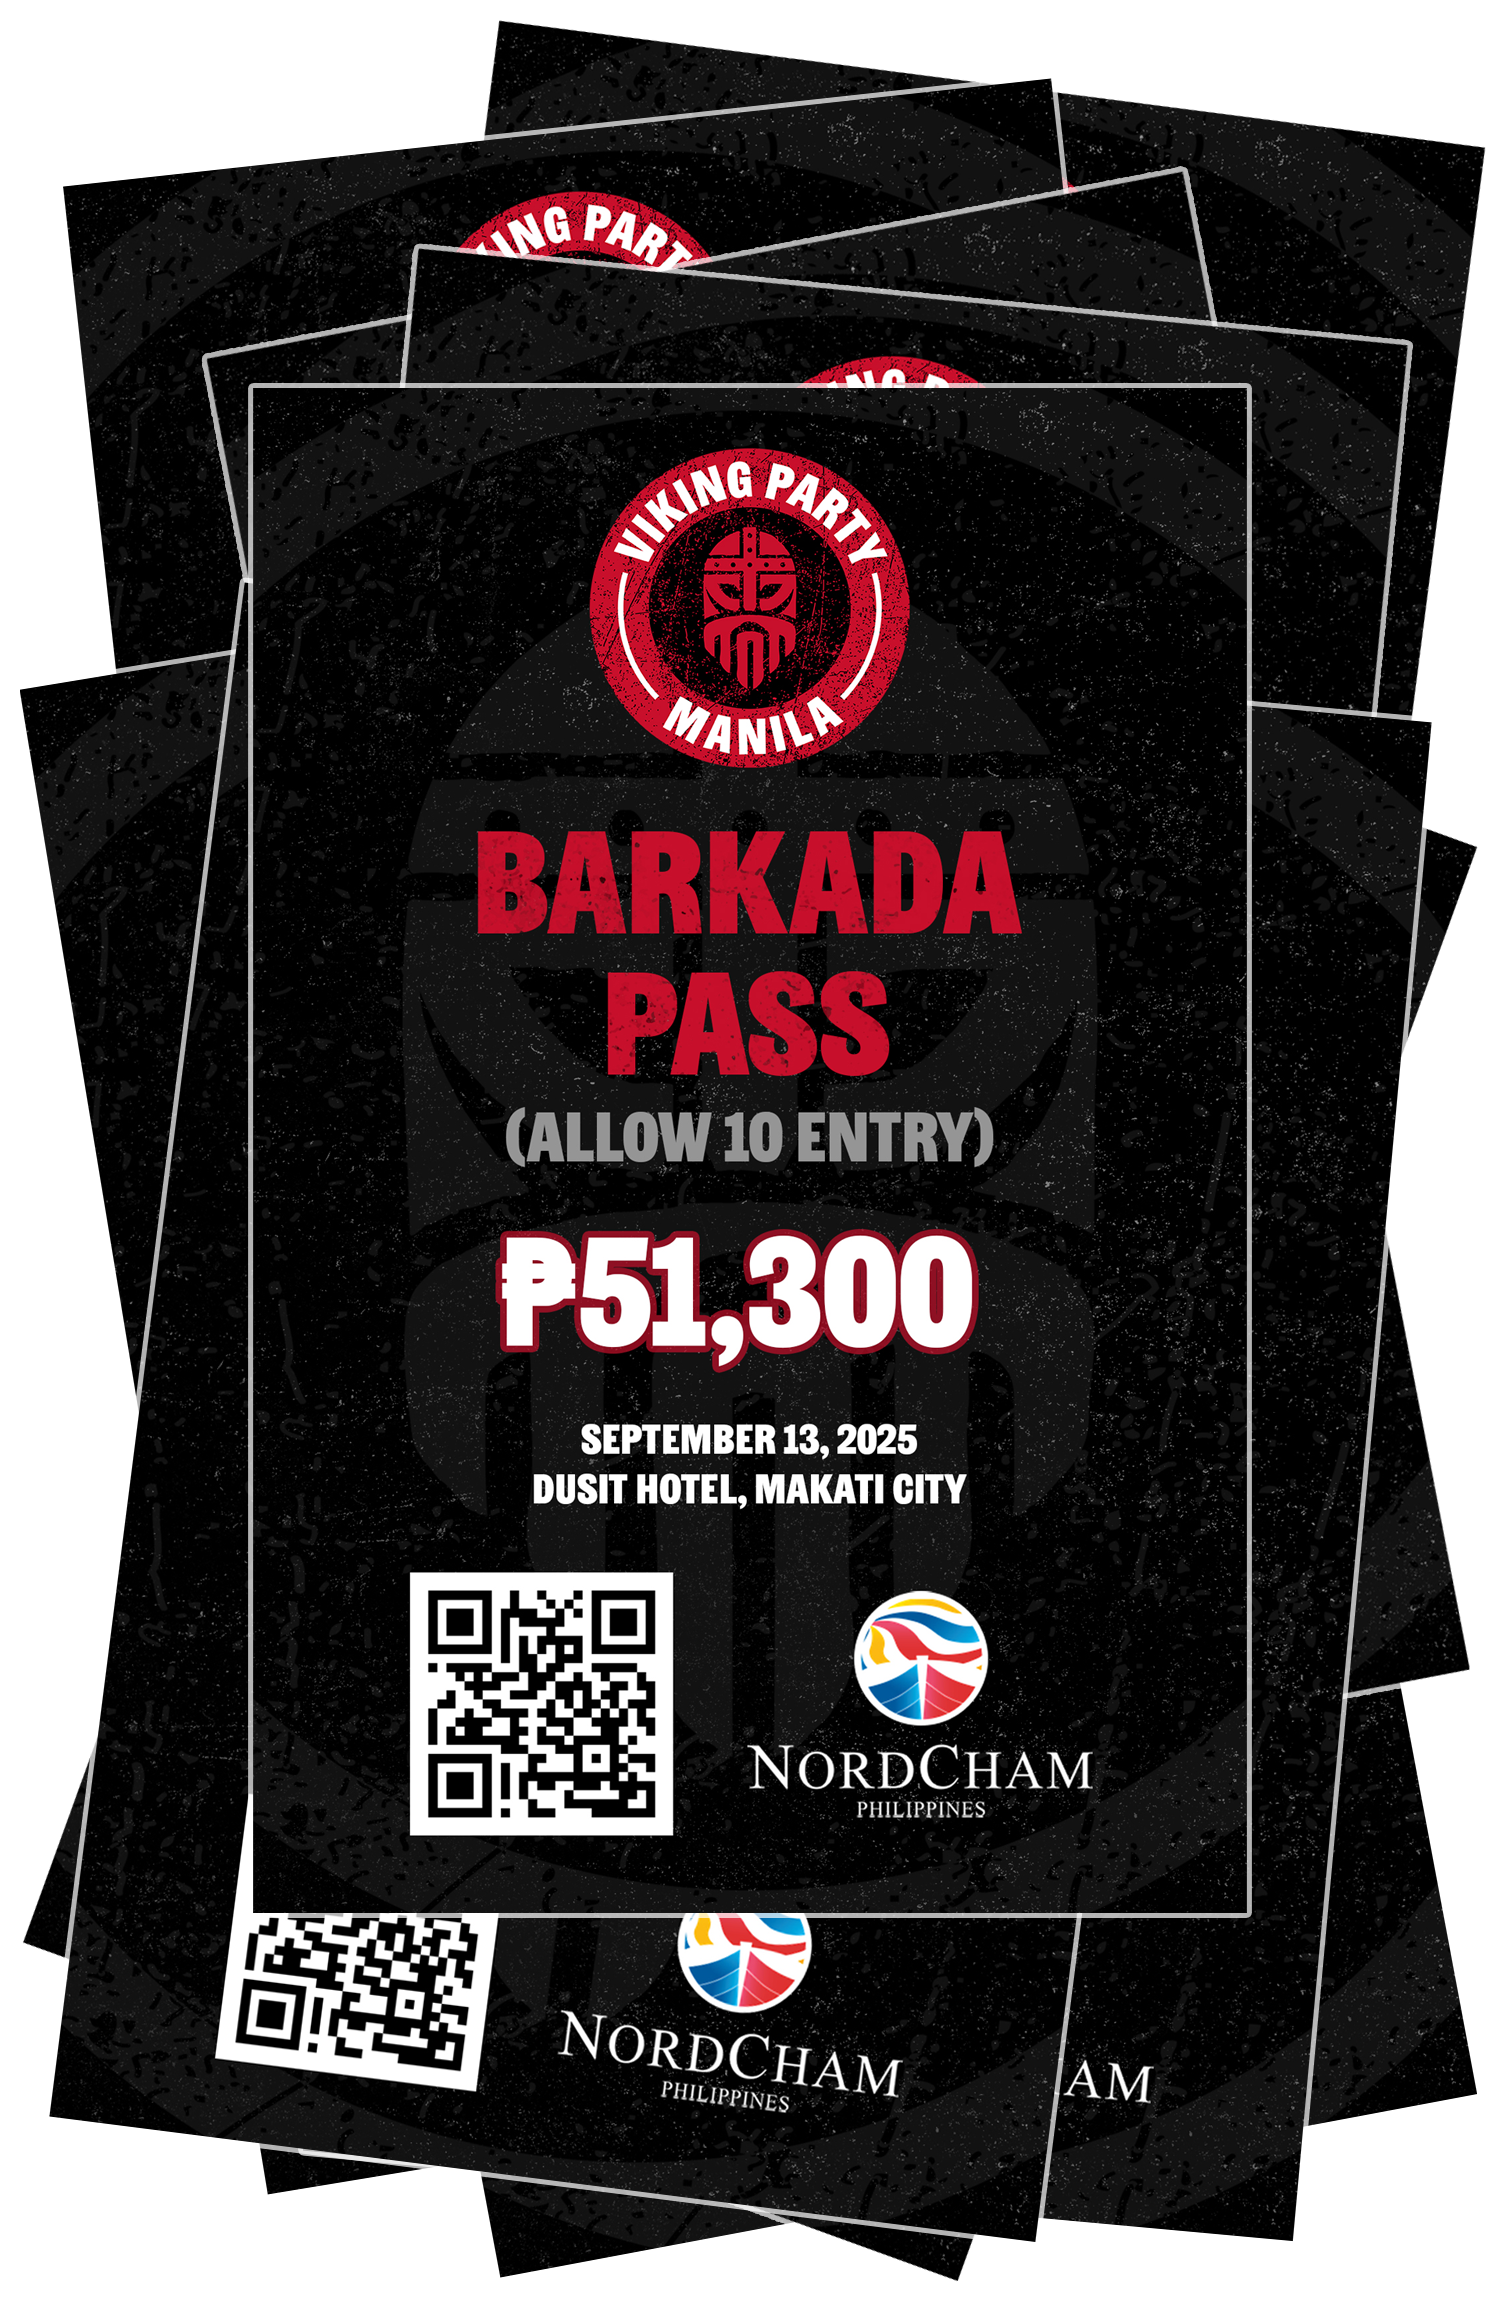 VIKING PARTY
MANILA
BARKADA
PASS
(ALLOW 10 ENTRY)
₱51,300
SEPTEMBER 13, 2025
DUSIT HOTEL, MAKATI CITY
NORDCHAM
PHILIPPINES
NORDCHAM
PHILIPPINES